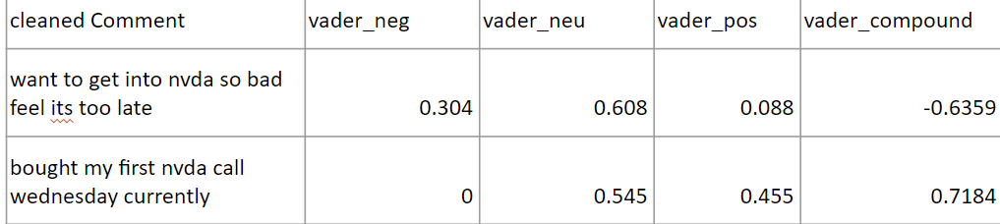 cleaned Comment vader_neg vader_neu vader_pos vader_compound
want to get into nvda so bad
feel its too late 0.304 0.608 0.088 -0.6359
bought my first nvda call
wednesday currently 0 0.545 0.455 0.7184